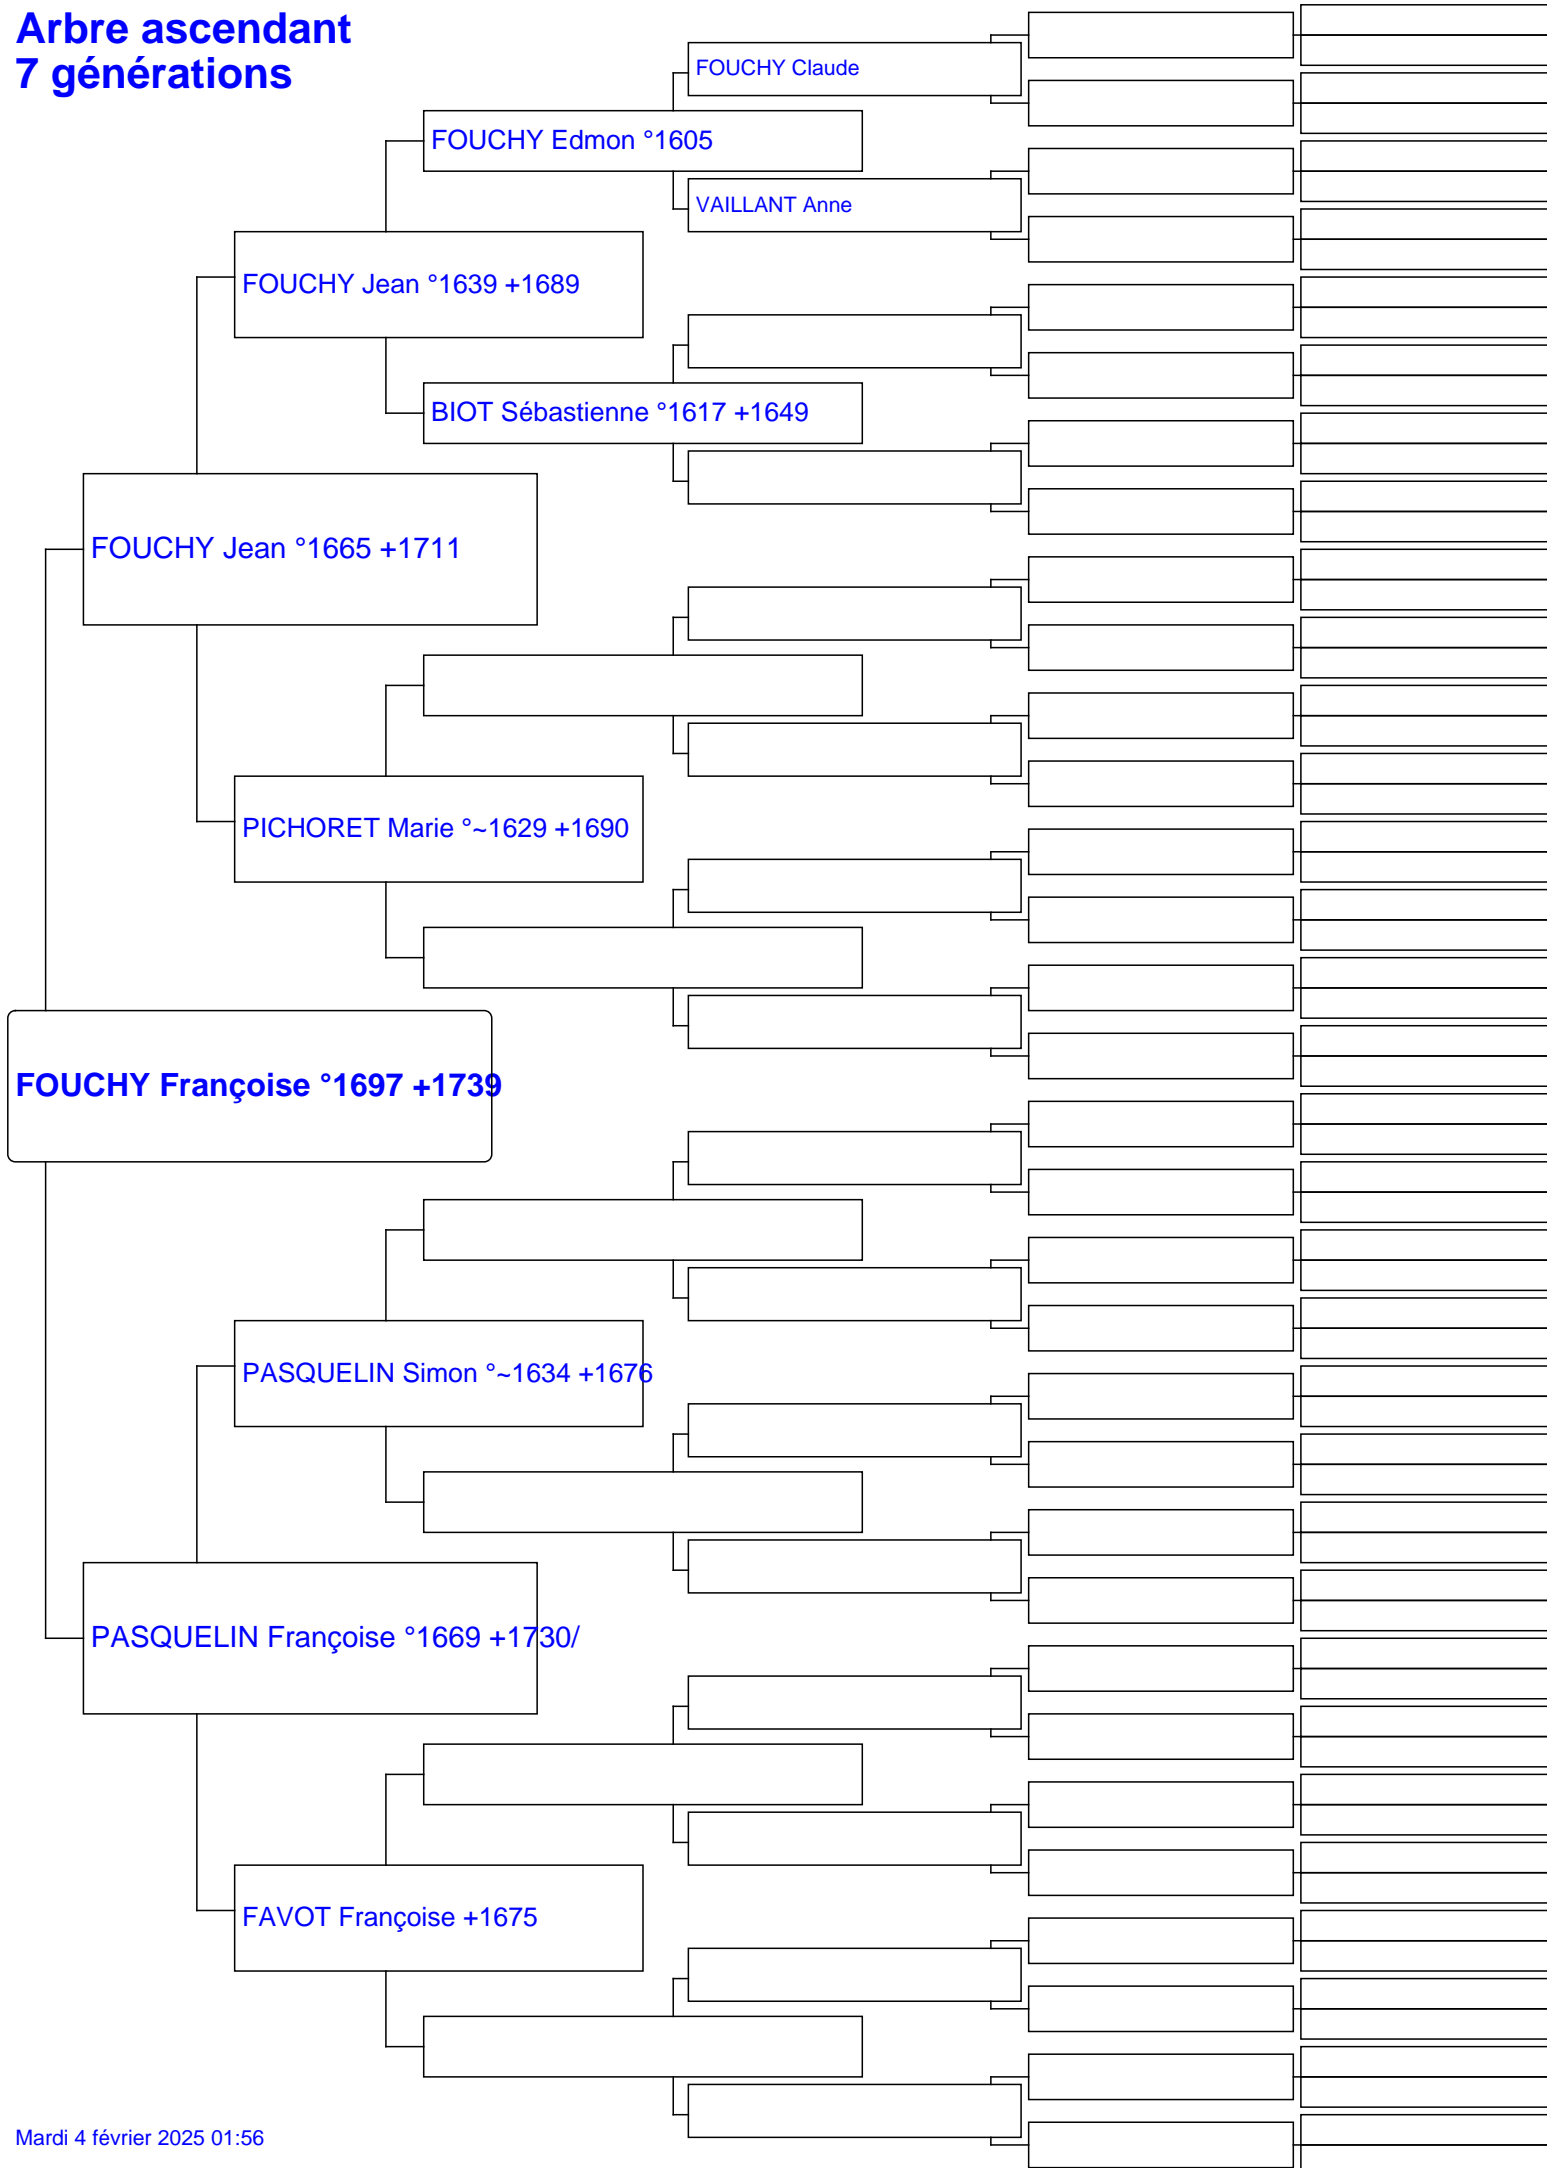 Arbre ascendant
7 générations
FOUCHY Claude
FOUCHY Edmon °1605
VAILLANT Anne
FOUCHY Jean °1639 +1689
BIOT Sébastienne °1617 +1649
FOUCHY Jean °1665 +1711
PICHORET Marie °~1629 +1690
FOUCHY Françoise °1697 +1739
PASQUELIN Simon °~1634 +1676
PASQUELIN Françoise °1669 +1730/
FAVOT Françoise +1675
Mardi 4 février 2025 01:56